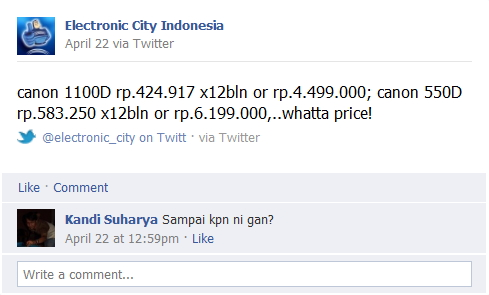 Electronic City Indonesia
April 22 via Twitter
canon 1100D rp.424.917 x12bln or rp.4.499.000; canon 550D
rp.583.250 x12bln or rp.6.199.000,..whatta price!
@electronic_city on Twitt · via Twitter
Like · Comment
Kandi Suharya Sampai kpn ni gan?
April 22 at 12:59pm · Like
Write a comment...